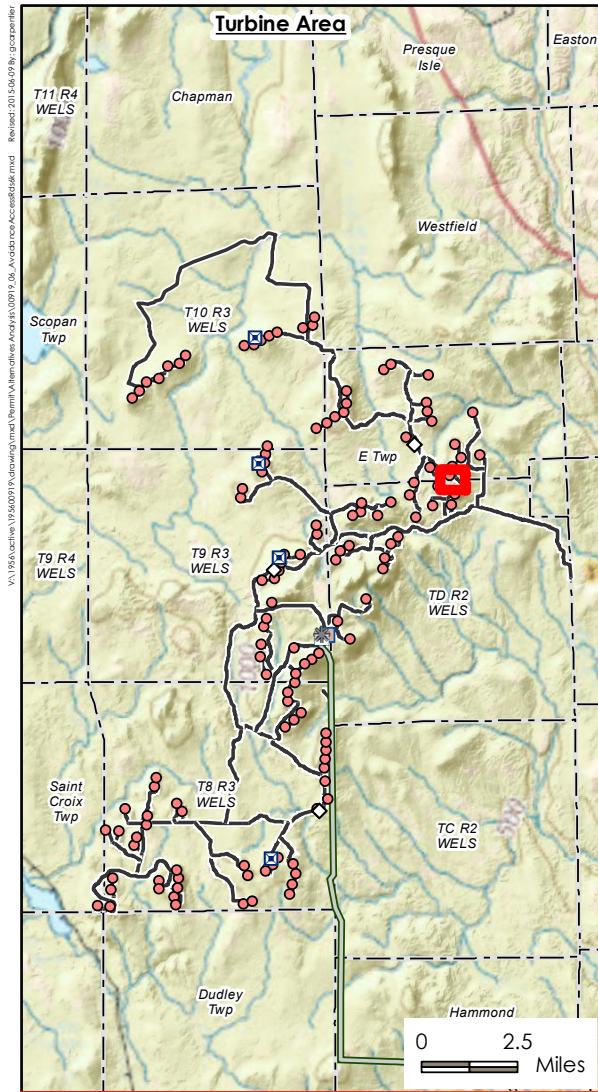 Turbine Area
Easton
Presque
Isle
T11 R4
WELS
Chapman
Westfield
T10 R3
WELS
Scopan
Twp
E Twp
T9 R4
WELS
T9 R3
WELS
TD R2
WELS
1000
T8 R3
WELS
Saint
Croix
Twp
TC R2
WELS
500
Dudley
Twp
Hammond
0 2.5
Miles